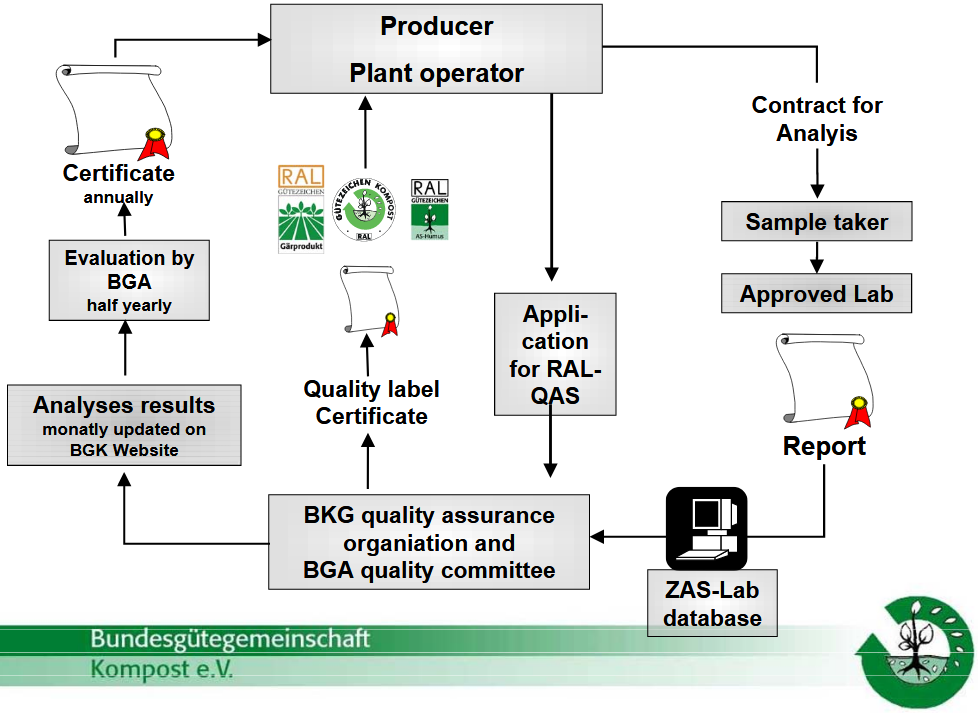 Producer
Plant operator
Contract for
Analyis
Sample taker
Approved Lab
Report
ZAS-Lab
database
Appli-
cation
for RAL-
QAS
BKG quality assurance
organiation and
BGA quality committee
Quality label
Certificate
RAL
GÜTEZEICHEN
Gärprodukt
GÜTEZEICHEN KOMPOST
RAL
RAL
GÜTEZEICHEN
AS-Humus
Analyses results
monatly updated on
BGK Website
Evaluation by
BGA
half yearly
Certificate
annually
Bundesgütegemeinschaft
Kompost e.V.